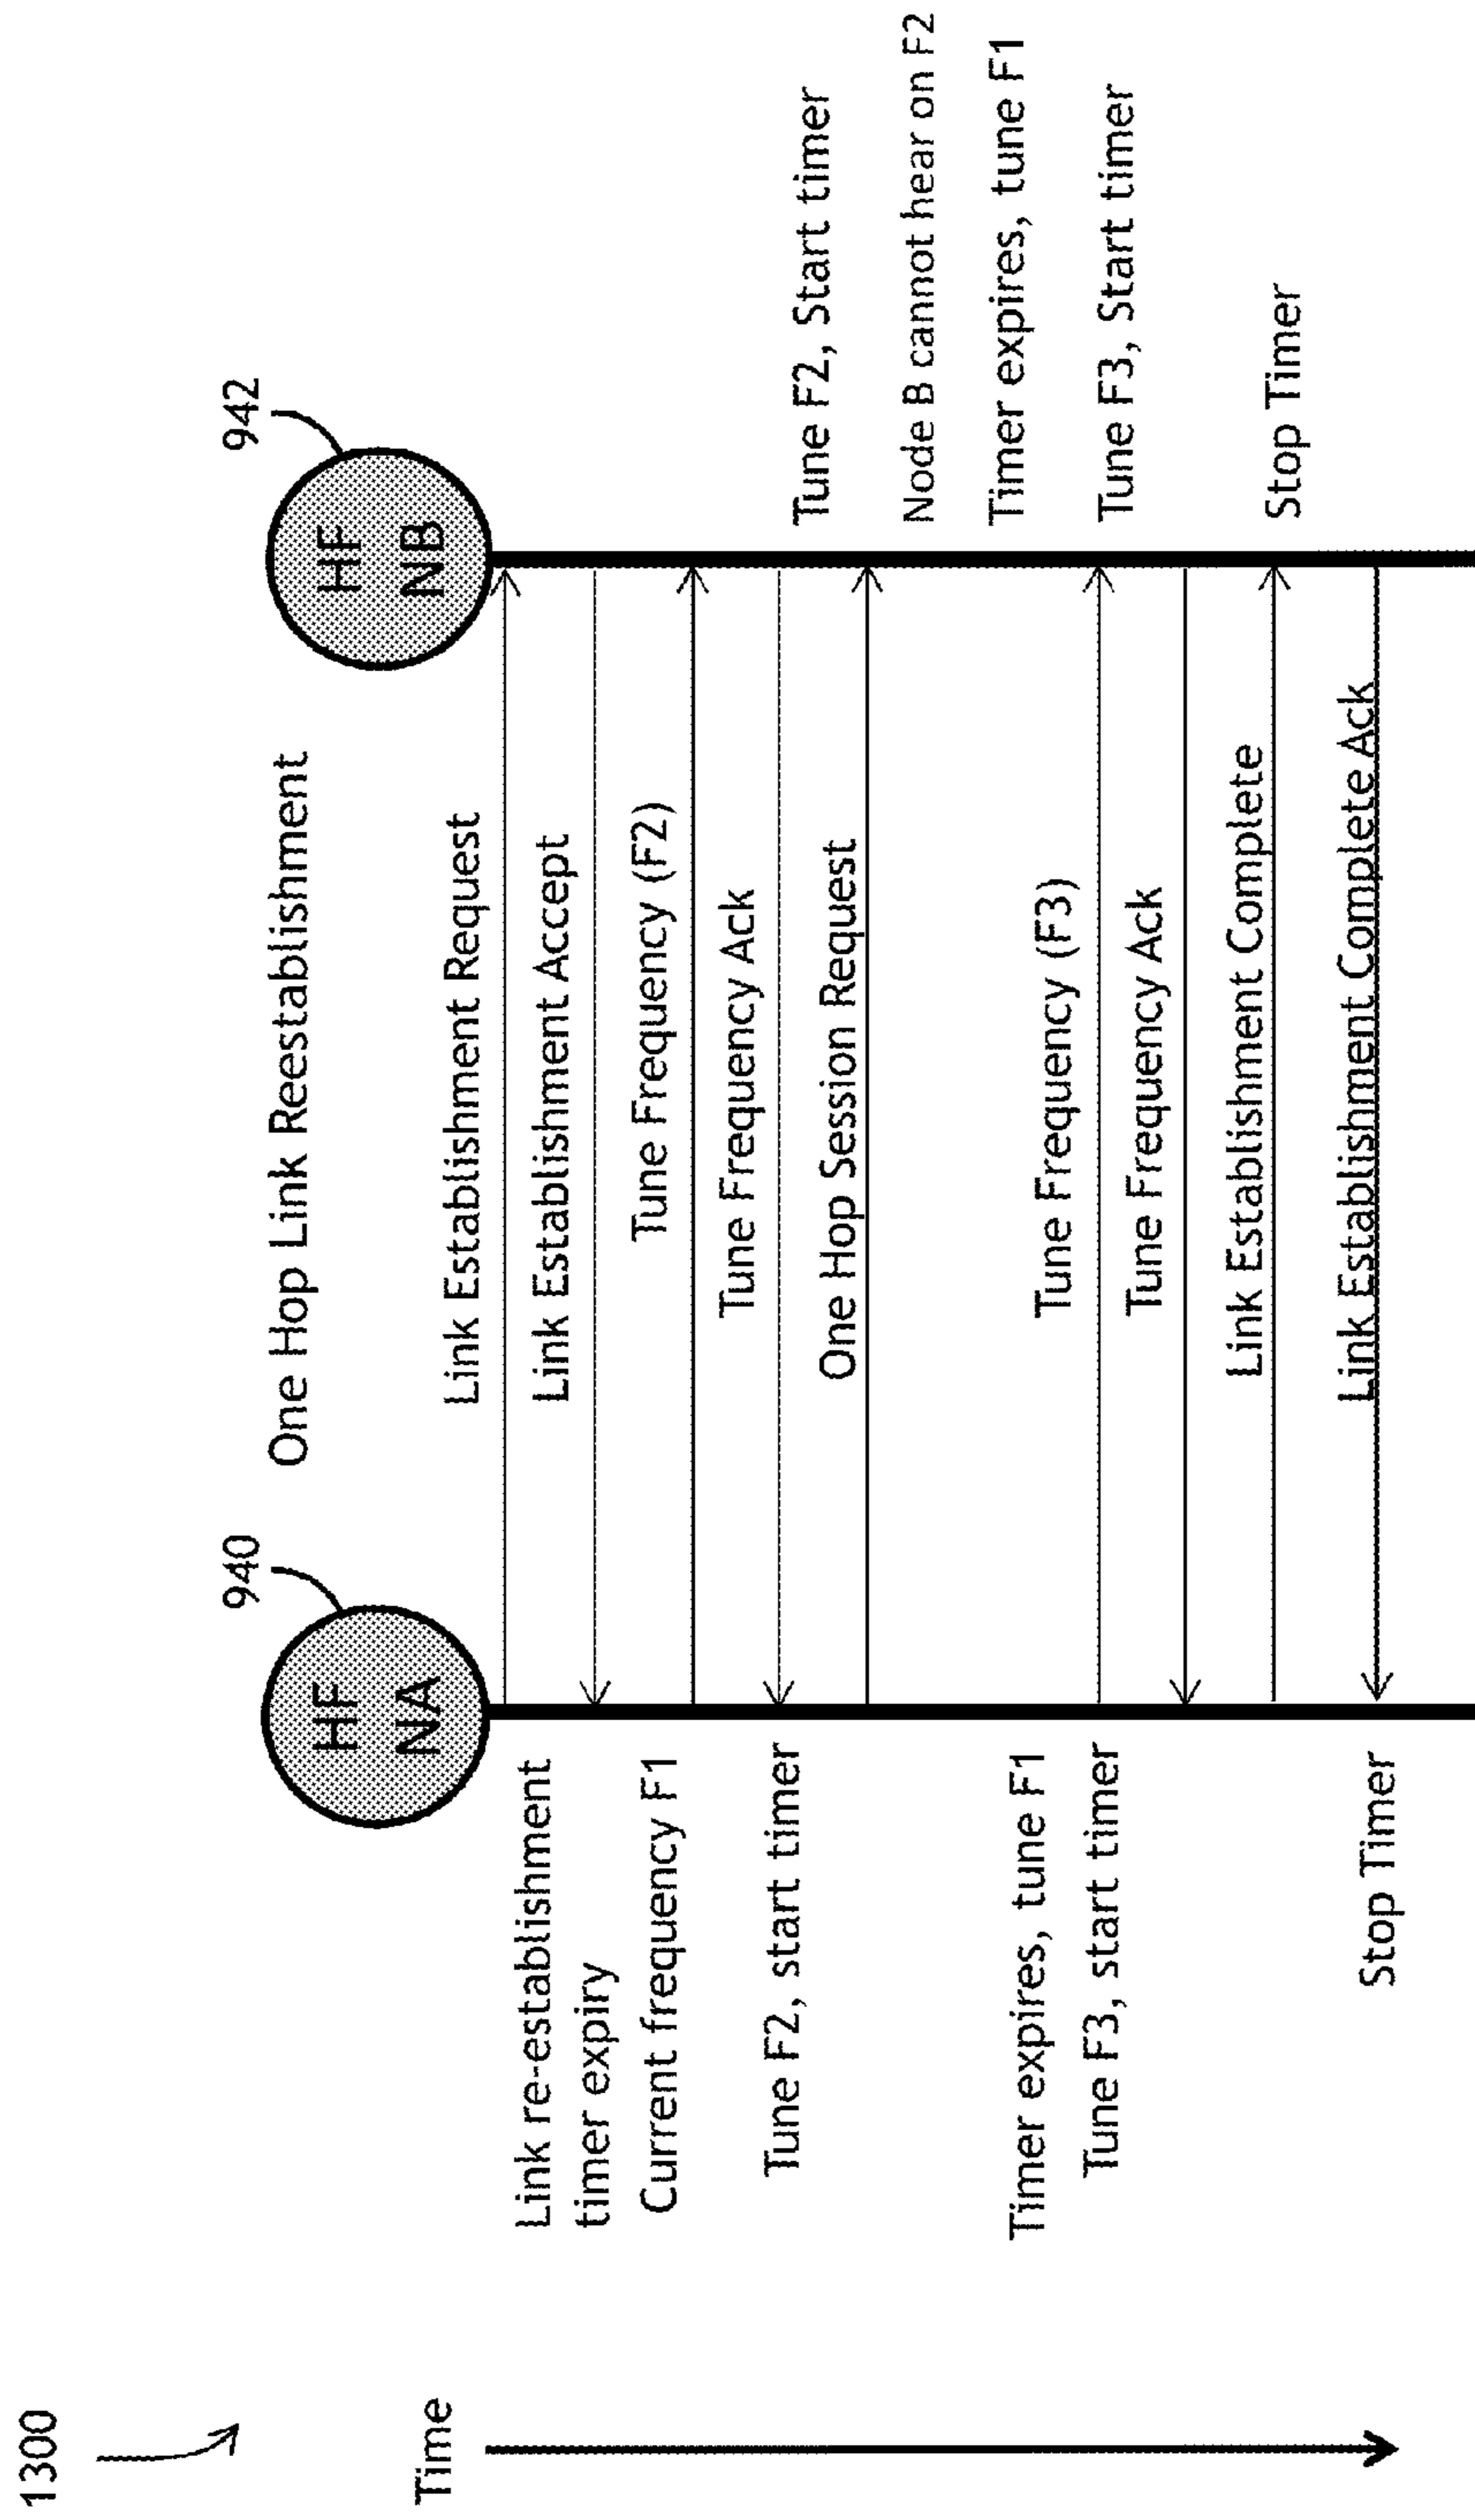 1300
One Hop Link Reestablishment
940
942
HF
NA
HF
NB
Time
Link Establishment Request
Link re-establishment
timer expiry
Link Establishment Accept
Current frequency F1
Tune Frequency (F2)
Tune Frequency Ack
Tune F2, start timer
Tune F2, Start timer
One Hop Session Request
Node B cannot hear on F2
Timer expires, tune F1
Timer expires, tune F1
Tune Frequency (F3)
Tune F3, start timer
Tune F3, Start timer
Tune Frequency Ack
Link Establishment Complete
Stop Timer
Link Establishment Complete Ack
Stop Timer